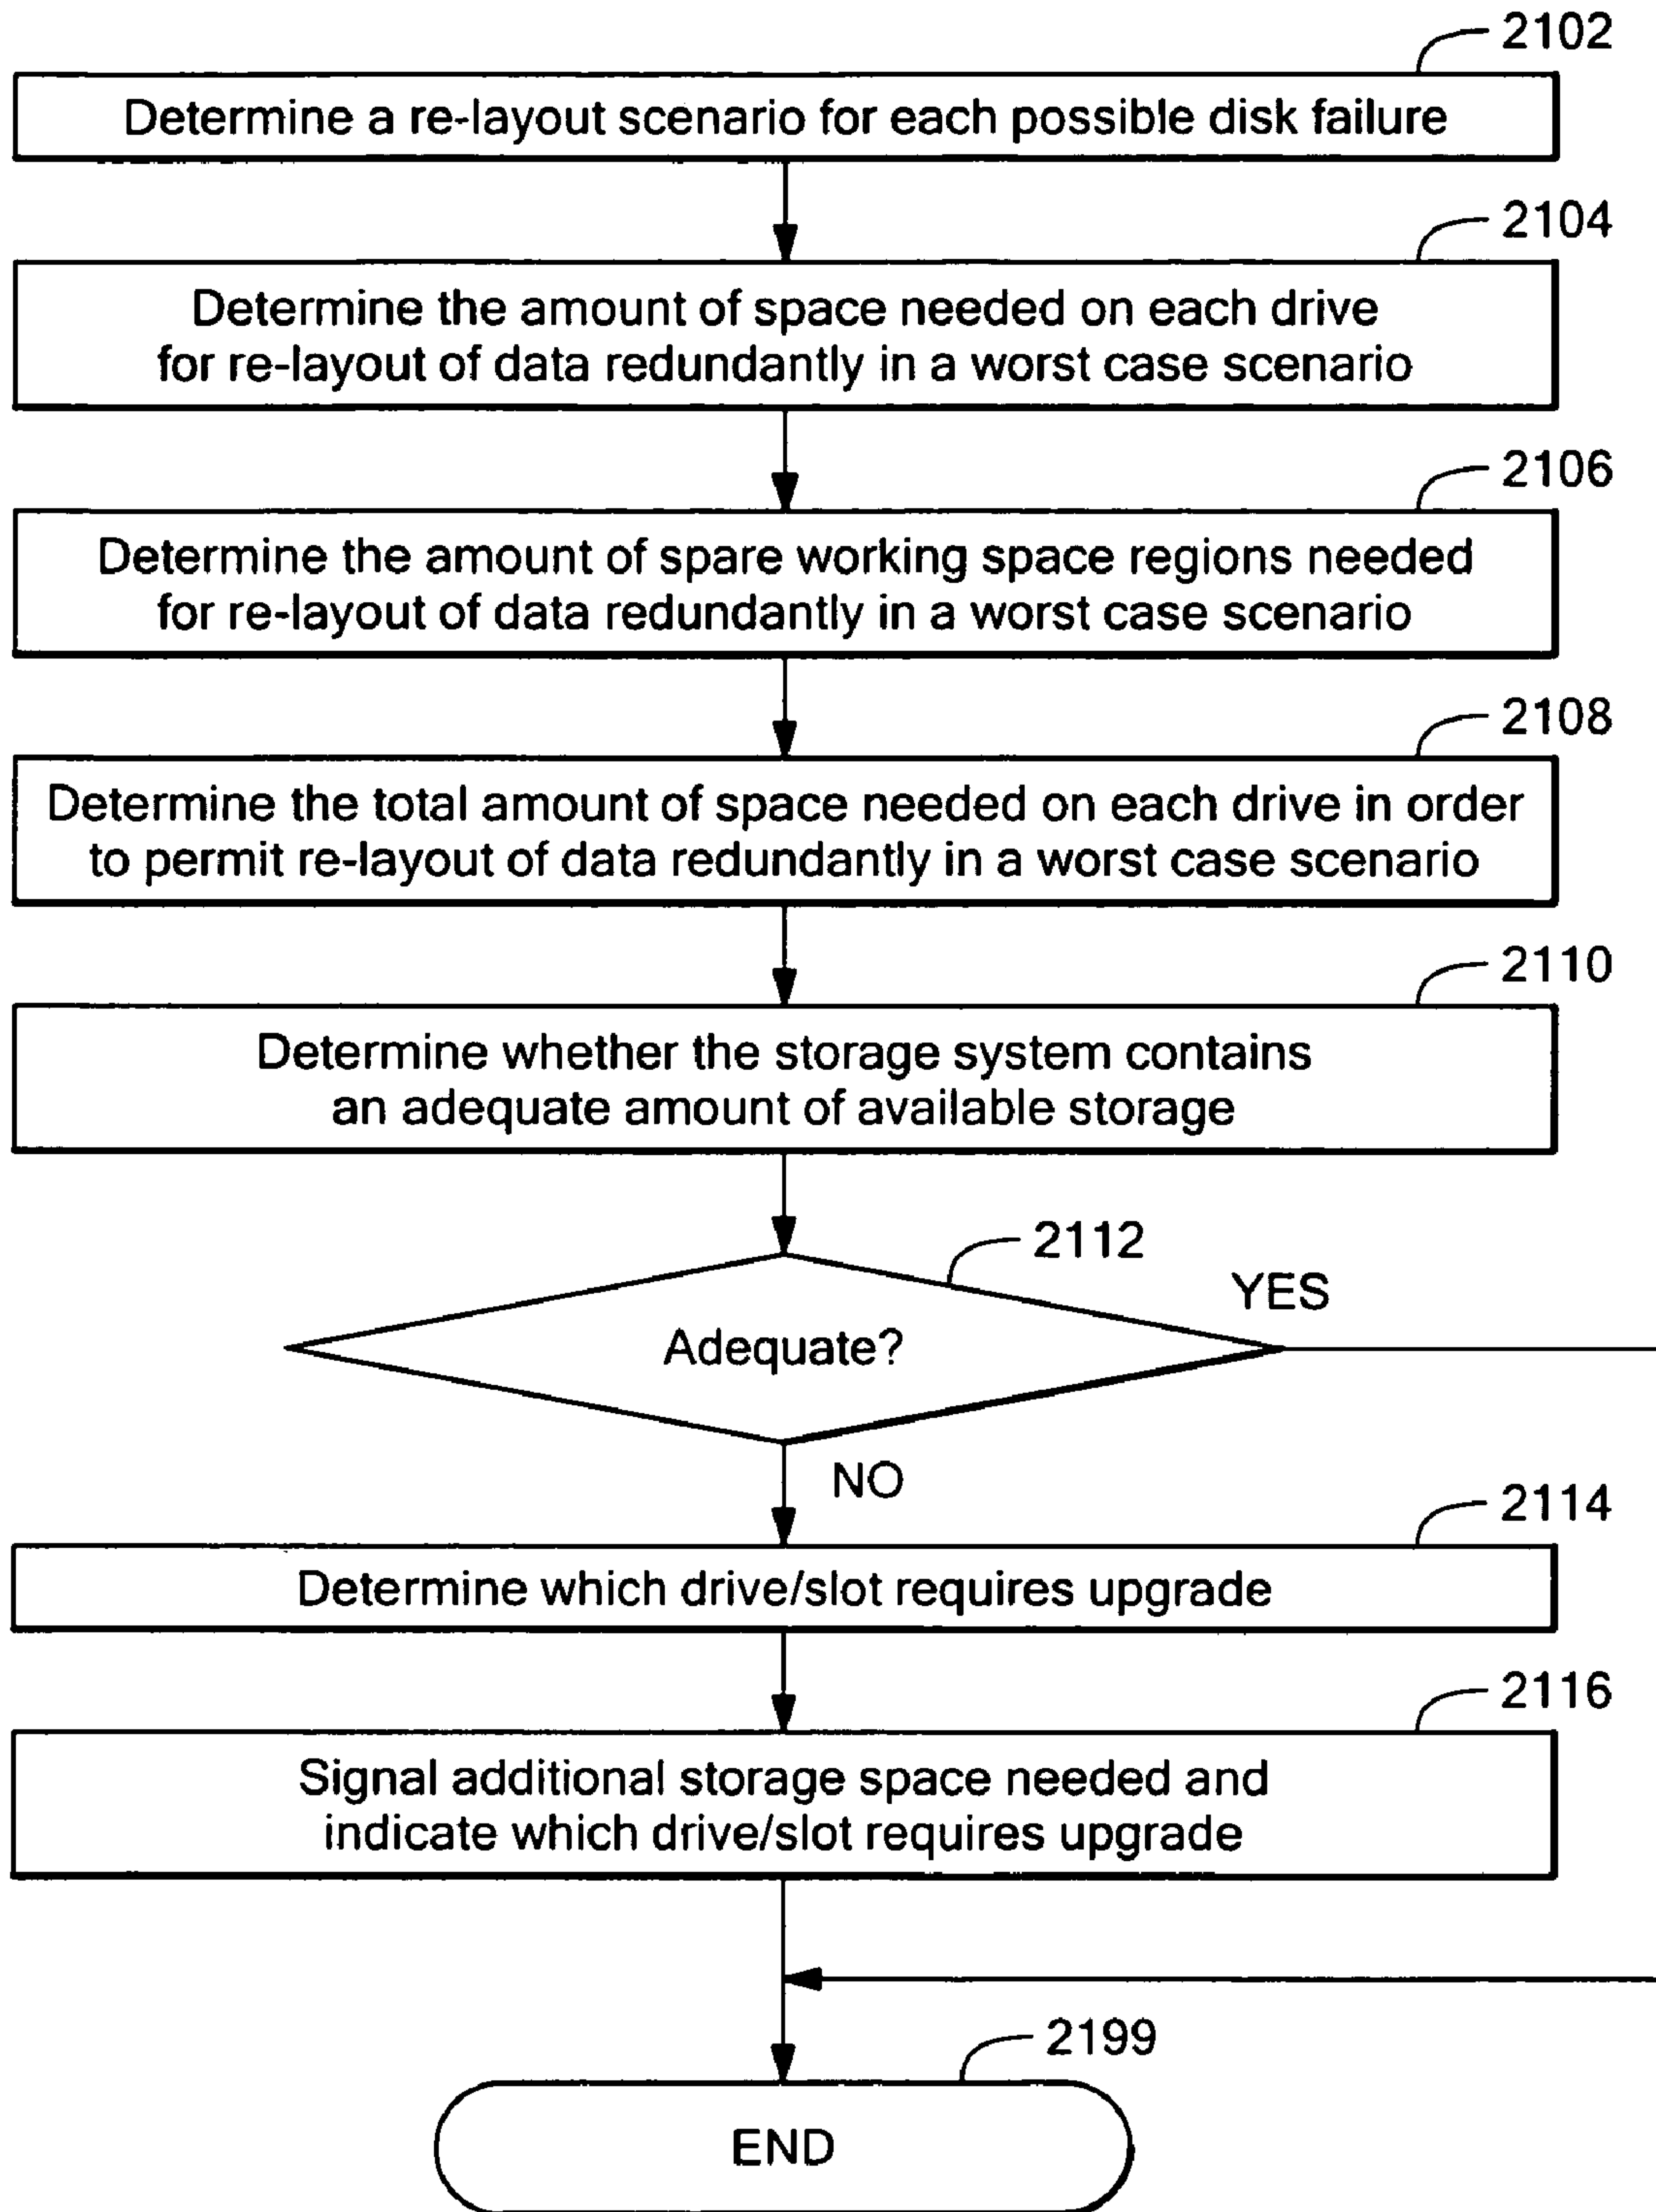 2102
Determine a re-layout scenario for each possible disk failure
2104
Determine the amount of space needed on each drive
for re-layout of data redundantly in a worst case scenario
2106
Determine the amount of spare working space regions needed
for re-layout of data redundantly in a worst case scenario
2108
Determine the total amount of space needed on each drive in order
to permit re-layout of data redundantly in a worst case scenario
2110
Determine whether the storage system contains
an adequate amount of available storage
2112
YES
Adequate?
NO
2114
Determine which drive/slot requires upgrade
2116
Signal additional storage space needed and
indicate which drive/slot requires upgrade
2199
END